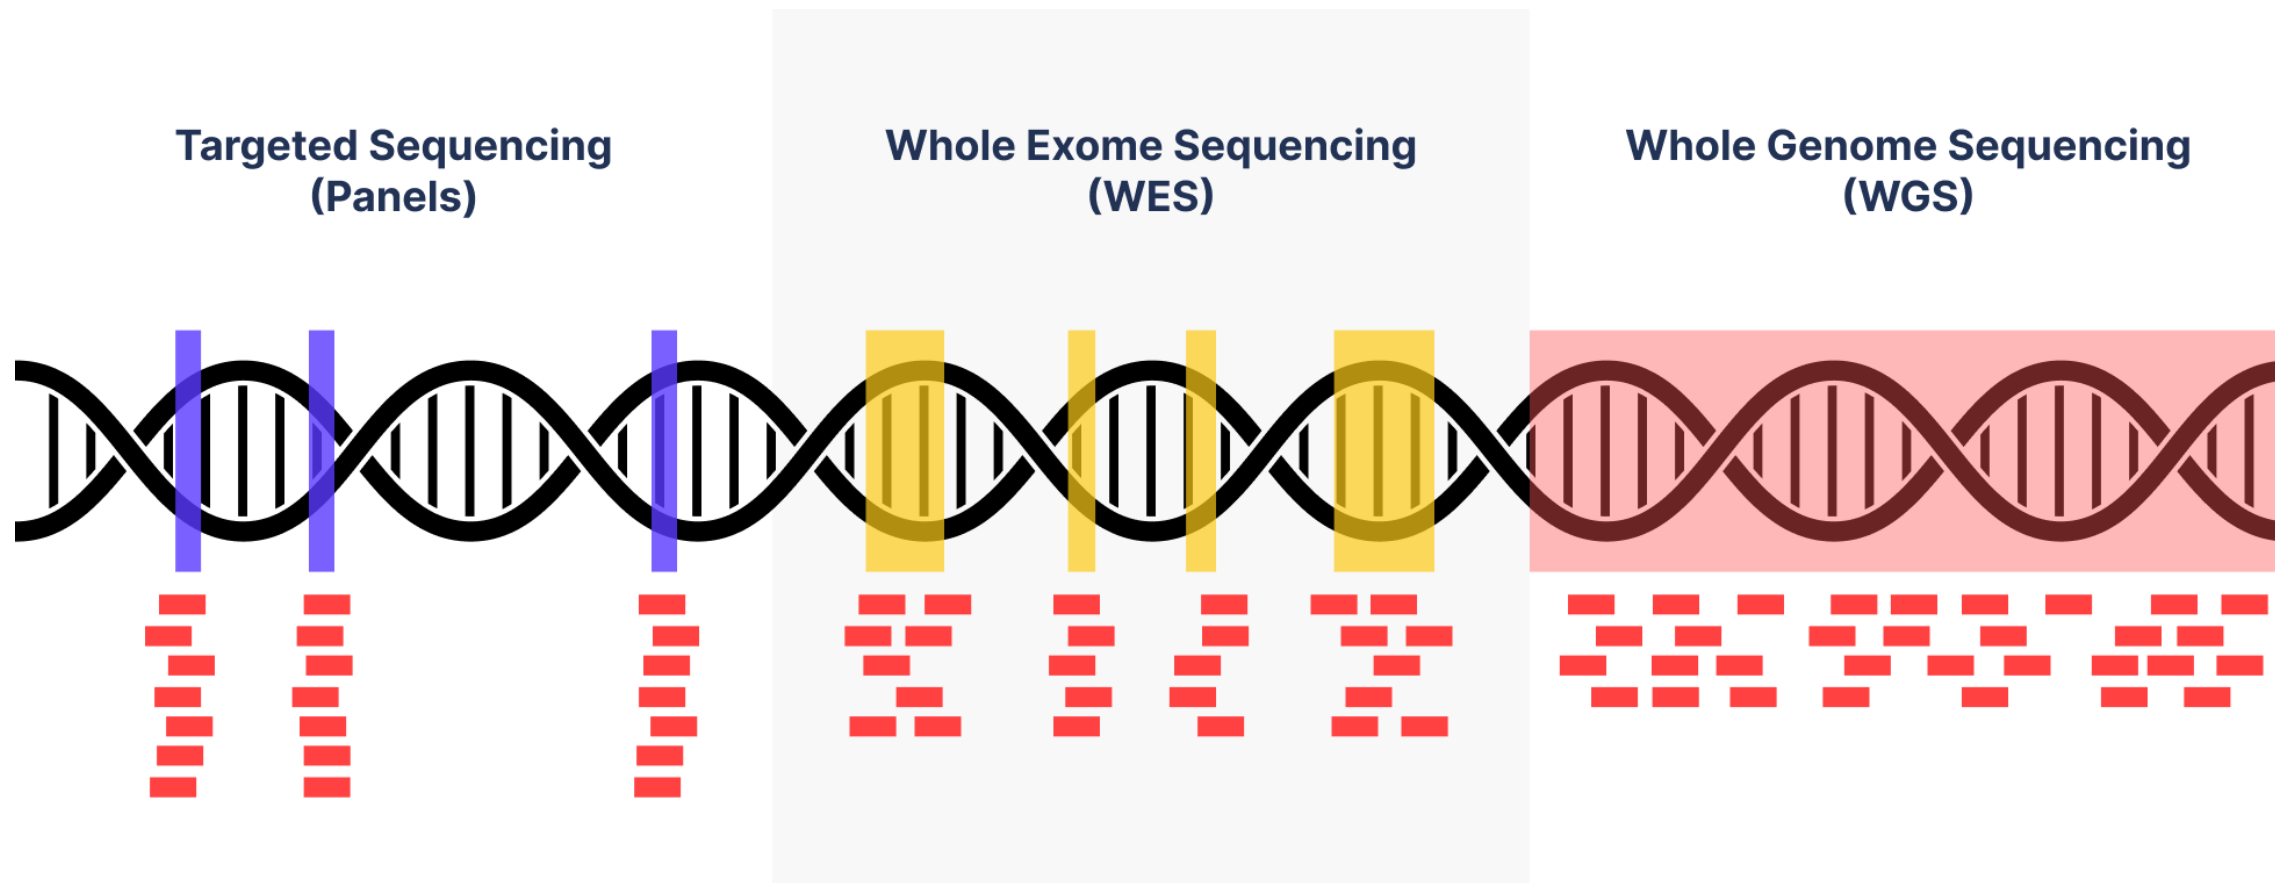 Targeted Sequencing
(Panels)
Whole Exome Sequencing
(WES)
Whole Genome Sequencing
(WGS)